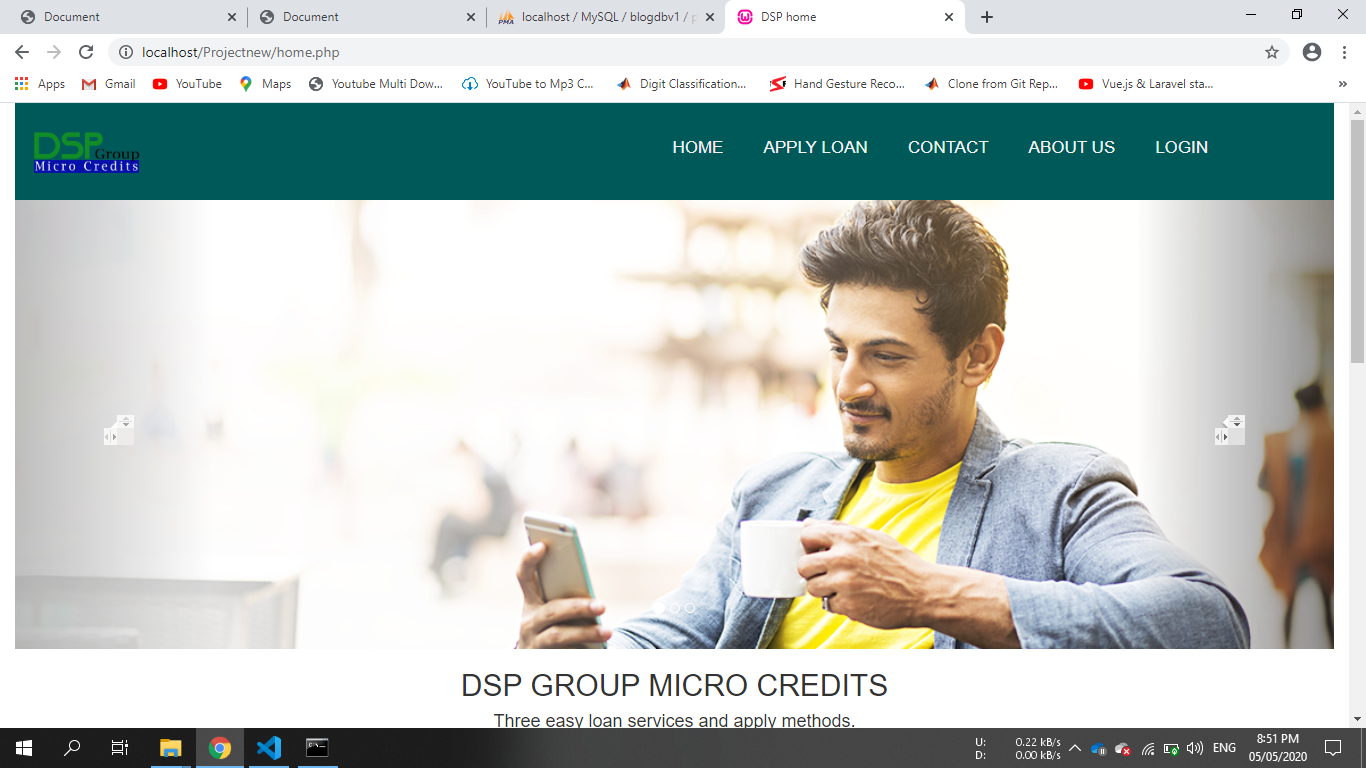 Document
Document
localhost / MySQL / blogdbv1 / p
DSP home
localhost/Projectnew/home.php
Apps
Gmail
YouTube
Maps
Youtube Multi Dow...
YouTube to Mp3 C...
Digit Classification...
Hand Gesture Reco...
Clone from Git Rep...
Vue.js & Laravel sta...
»
DSP Group
Micro Credits
HOME
APPLY LOAN
CONTACT
ABOUT US
LOGIN
DSP GROUP MICRO CREDITS
Three easy loan services and apply methods.
U: 0.22 kB/s
D: 0.00 kB/s
ENG
8:51 PM
05/05/2020